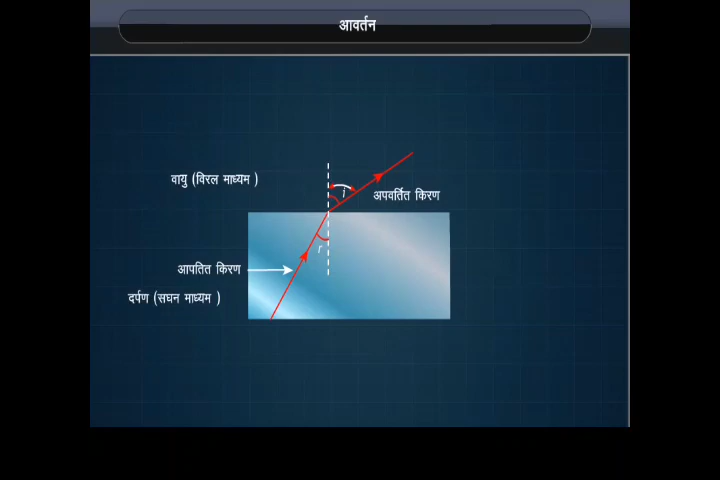 आवर्तन
वायु (विरल माध्यम )
i
अपवर्तित किरण
r
आपतित किरण
दर्पण (सघन माध्यम )